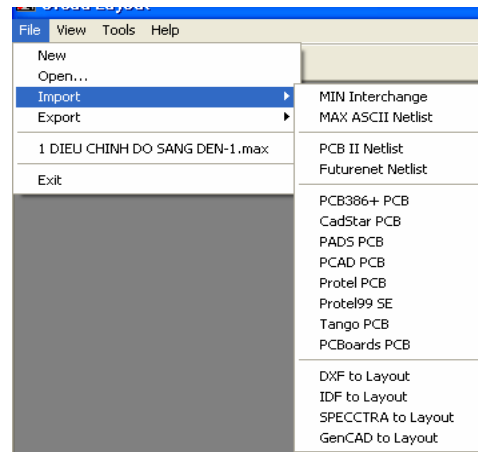 Layout
File View Tools Help
New
Open...
Import
Export
1 DIEU CHINH DO SANG DEN-1.max
Exit
MIN Interchange
MAX ASCII Netlist
PCB II Netlist
Futurenet Netlist
PCB386+ PCB
CadStar PCB
PADS PCB
PCAD PCB
Protel PCB
Protel99 SE
Tango PCB
PCBoards PCB
DXF to Layout
IDF to Layout
SPECCTRA to Layout
GenCAD to Layout